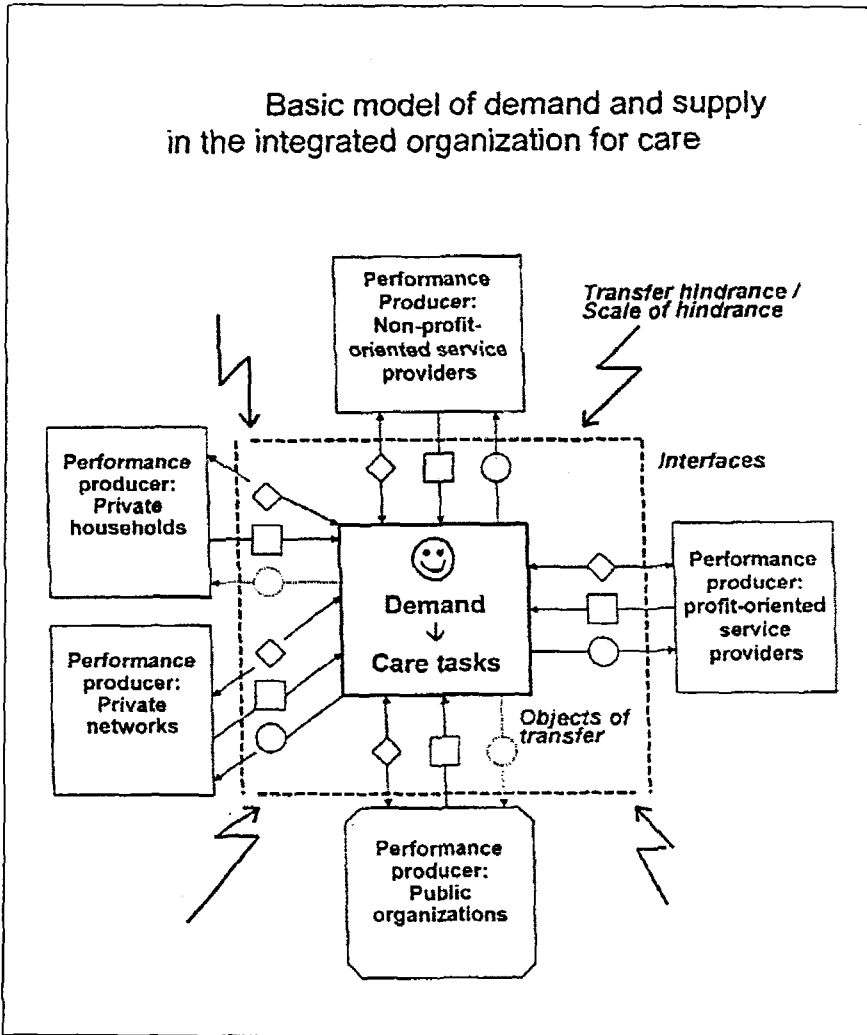 Basic model of demand and supply
in the integrated organization for care
Performance
Producer:
Non-profit-
oriented service
providers
Transfer hindrance /
Scale of hindrance
Interfaces
Performance
producer:
Private
households
Performance
producer:
profit-oriented
service
providers
Demand
Care tasks
Performance
producer:
Private
networks
Objects of
transfer
Performance
producer:
Public
organizations